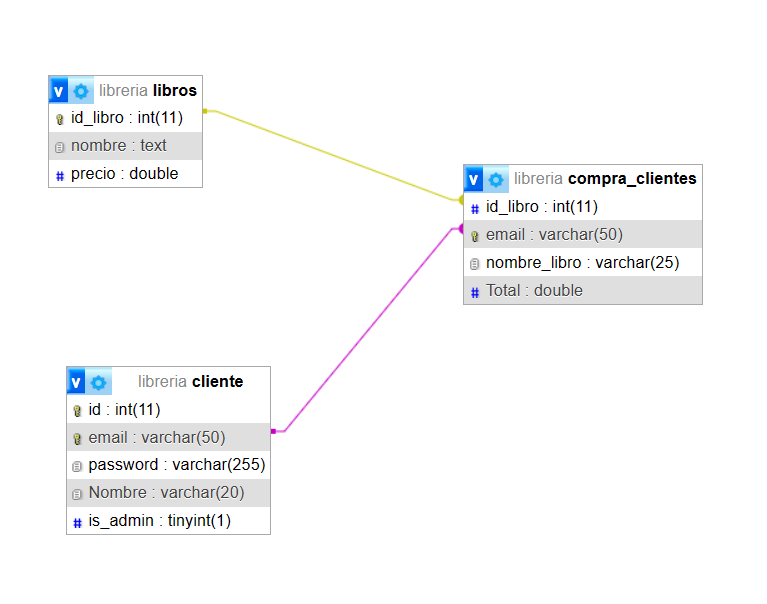 v libreria libros
id_libro : int(11)
nombre : text
# precio : double
v libreria compra_clientes
# id_libro : int(11)
email : varchar(50)
nombre_libro : varchar(25)
# Total : double
v libreria cliente
id : int(11)
email : varchar(50)
password : varchar(255)
Nombre : varchar(20)
# is_admin : tinyint(1)